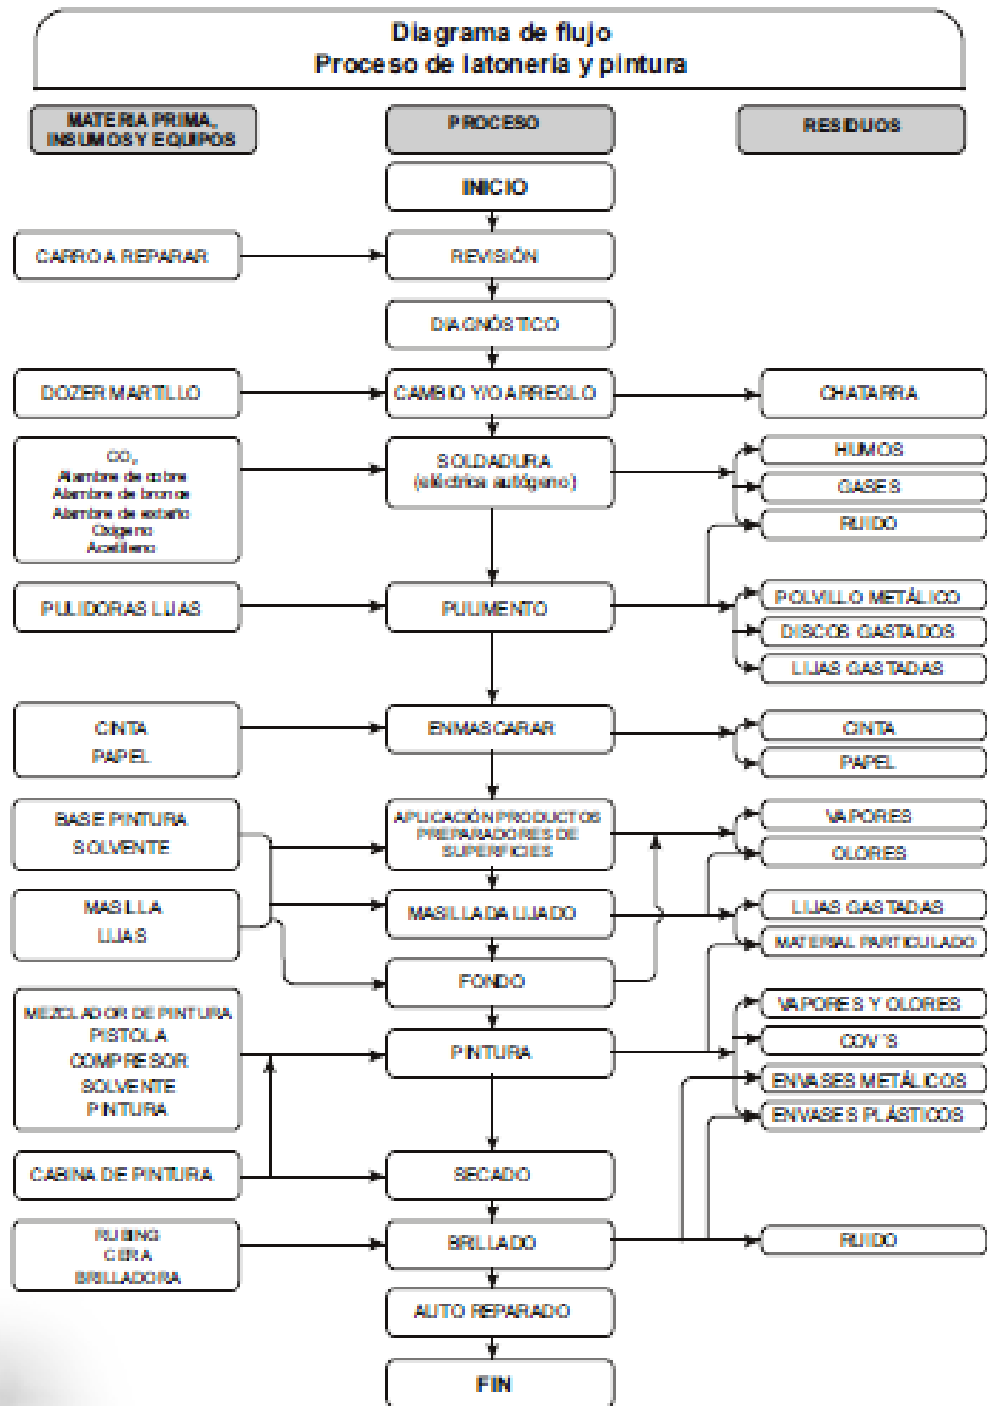 Diagrama de flujo
Proceso de latonería y pintura
MATERIA PRIMA,
INSUMOS Y EQUIPOS
PROCESO
RESIDUOS
INICIO
CARRO A REPARAR
REVISIÓN
DIAGNÓSTICO
DOZER MARTILLO
CAMBIO Y/O ARREGLO
CHATARRA
CO₂
Alambre de cobre
Alambre de bronce
Alambre de estaño
Oxígeno
Acetileno
SOLDADURA
(eléctrica autógeno)
HUMOS
GASES
RUIDO
PULIDORAS LIJAS
PULIMENTO
POLVILLO METÁLICO
DISCOS GASTADOS
LIJAS GASTADAS
CINTA
PAPEL
ENMASCARAR
CINTA
PAPEL
BASE PINTURA
SOLVENTE
APLICACIÓN PRODUCTOS
PREPARADORES DE
SUPERFICIES
VAPORES
OLORES
MASILLA
LIJAS
MASILLADA LIJADO
LIJAS GASTADAS
MATERIAL PARTICULADO
FONDO
MEZCLADOR DE PINTURA
PISTOLA
COMPRESOR
SOLVENTE
PINTURA
PINTURA
VAPORES Y OLORES
COV´S
ENVASES METÁLICOS
ENVASES PLÁSTICOS
CABINA DE PINTURA
SECADO
RUBING
CERA
BRILLADORA
BRILLADO
RUIDO
AUTO REPARADO
FIN